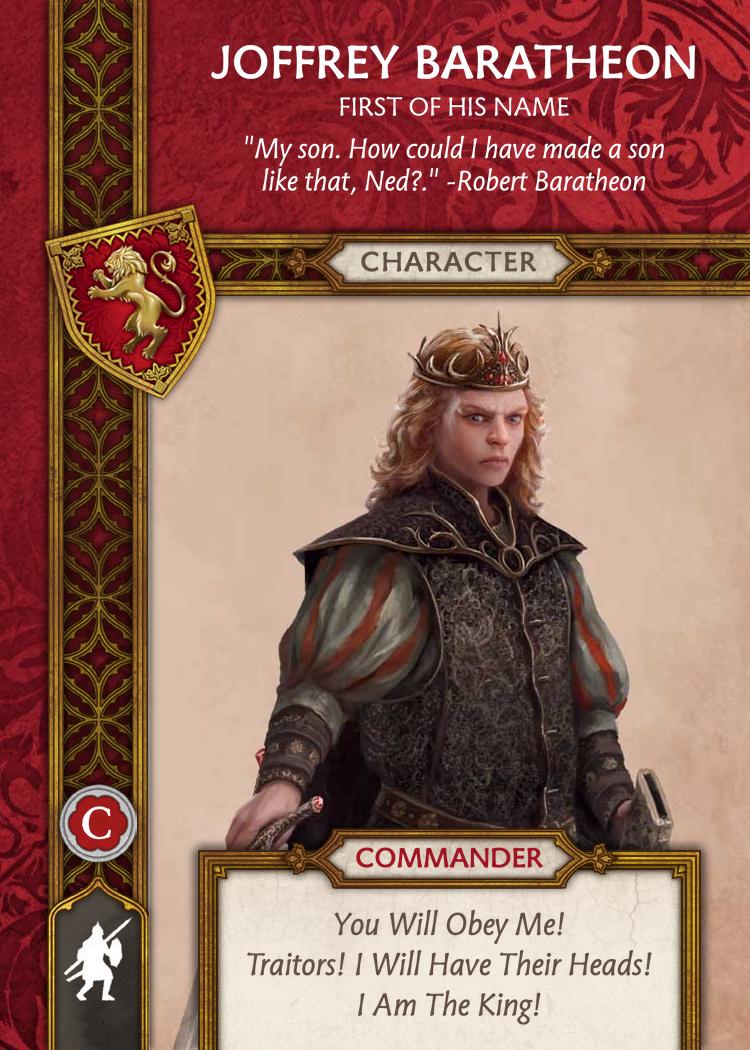 JOFFREY BARATHEON
FIRST OF HIS NAME
"My son. How could I have made a son
like that, Ned?." -Robert Baratheon
CHARACTER
C
COMMANDER
You Will Obey Me!
Traitors! I Will Have Their Heads!
I Am The King!